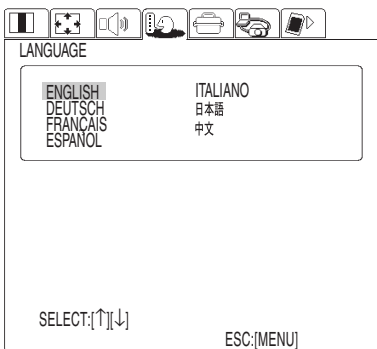 LANGUAGE
ENGLISH
DEUTSCH
FRANÇAIS
ESPAÑOL
ITALIANO
日本語
中文
SELECT:[↑][↓]
ESC:[MENU]